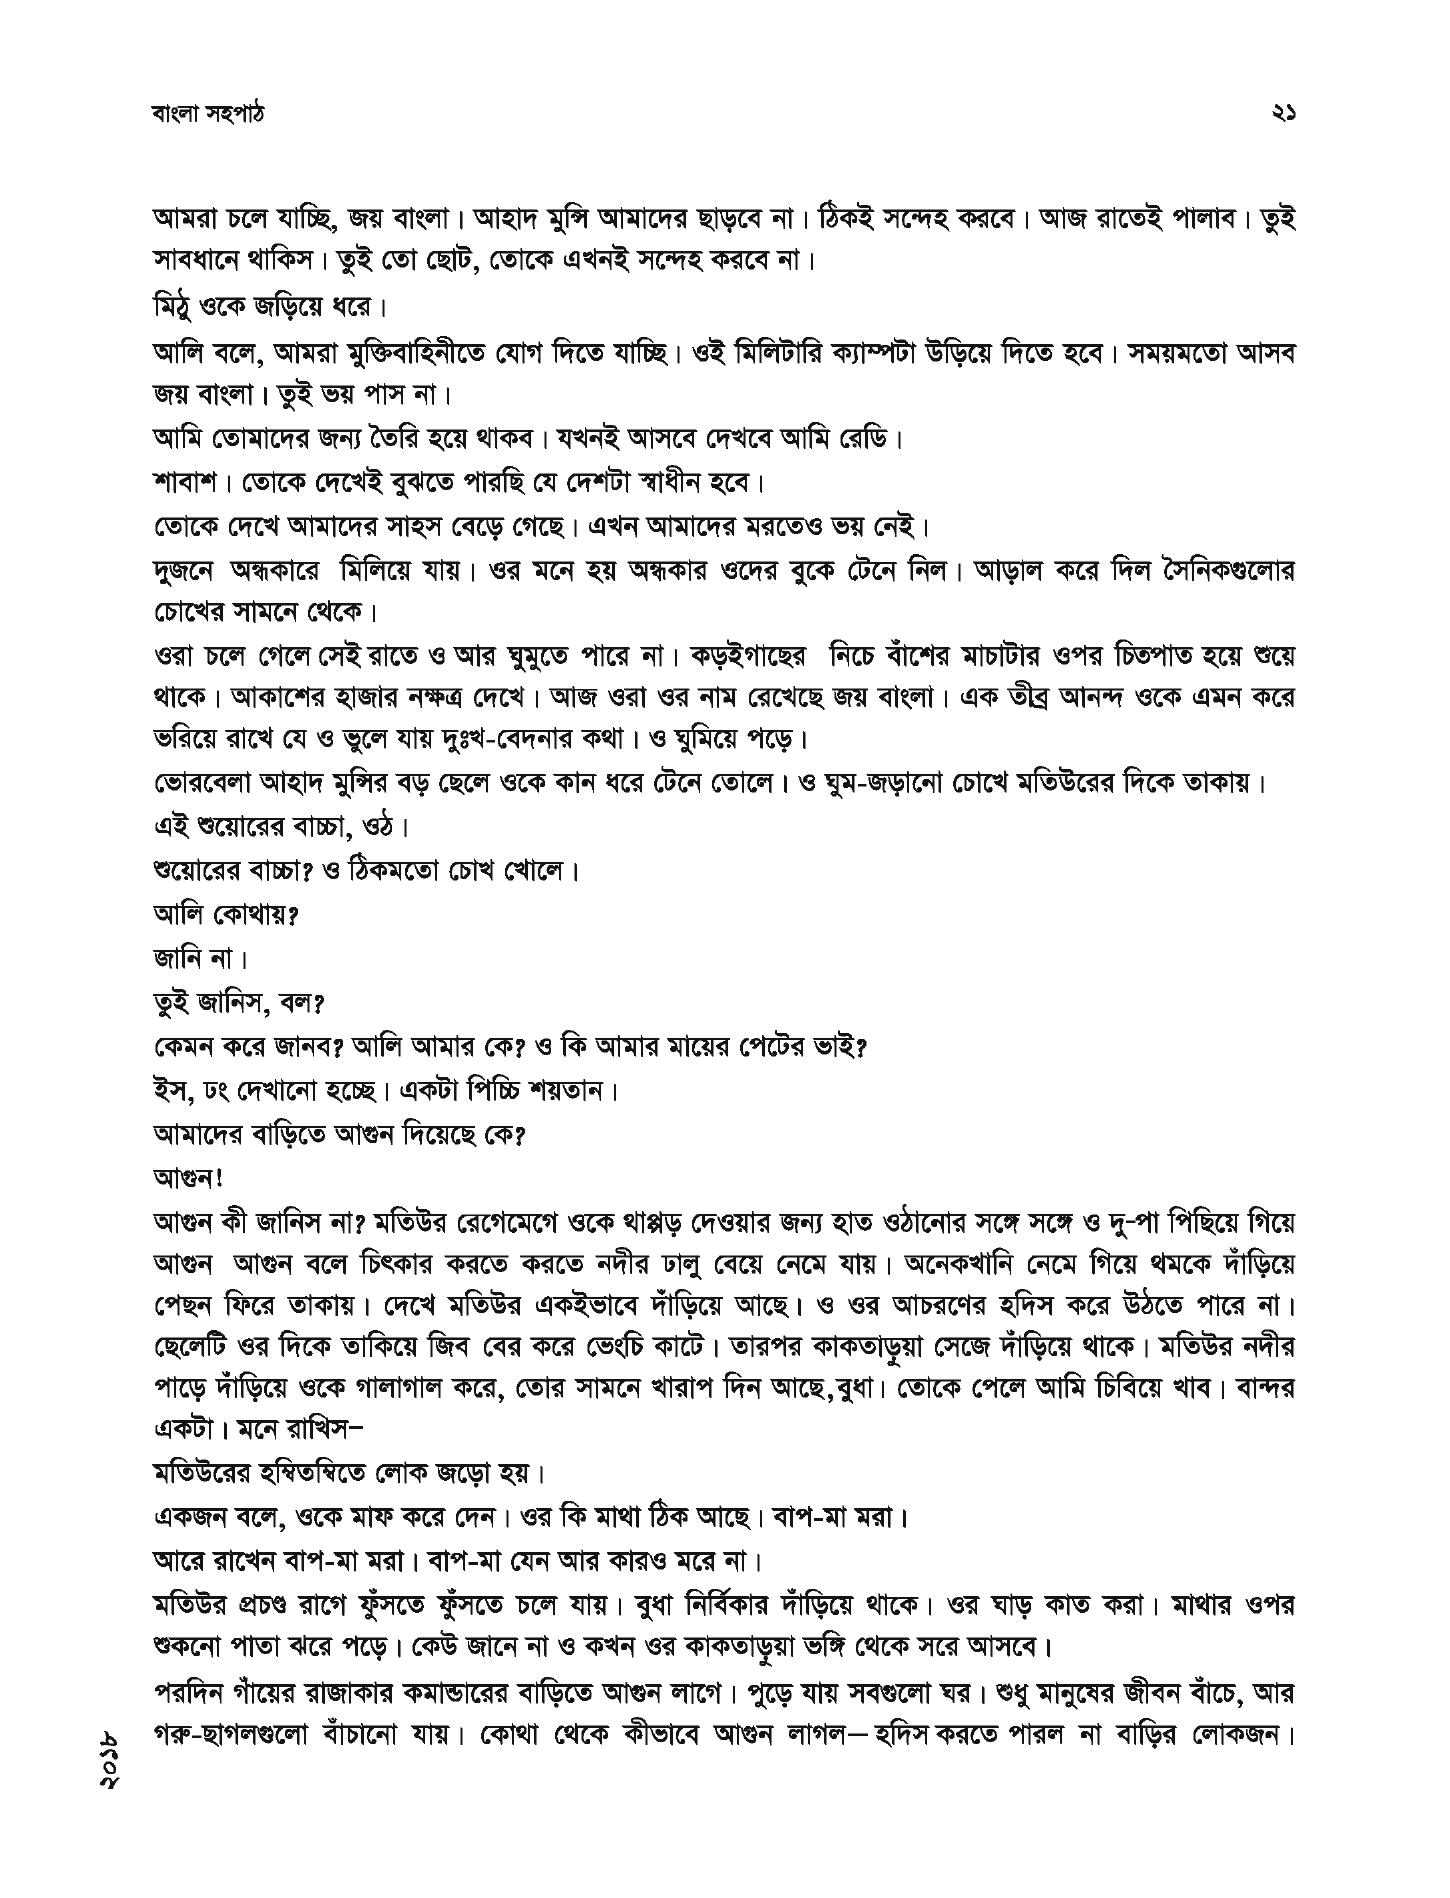 বাংলা সহপাঠ ২১
আমরা চলে যাচ্ছি, জয় বাংলা। আহাদ মুন্সি আমাদের ছাড়বে না। ঠিকই সন্দেহ করবে। আজ রাতেই পালাব। তুই
সাবধানে থাকিস। তুই তো ছোট, তোকে এখনই সন্দেহ করবে না।
মিঠু ওকে জড়িয়ে ধরে।
আলি বলে, আমরা মুক্তিবাহিনীতে যোগ দিতে যাচ্ছি। ওই মিলিটারি ক্যাম্পটা উড়িয়ে দিতে হবে। সময়মতো আসব
জয় বাংলা। তুই ভয় পাস না।
আমি তোমাদের জন্য তৈরি হয়ে থাকব। যখনই আসবে দেখবে আমি রেডি।
শাবাশ। তোকে দেখেই বুঝতে পারছি যে দেশটা স্বাধীন হবে।
তোকে দেখে আমাদের সাহস বেড়ে গেছে। এখন আমাদের মরতেও ভয় নেই।
দুজনে অন্ধকারে মিলিয়ে যায়। ওর মনে হয় অন্ধকার ওদের বুকে টেনে নিল। আড়াল করে দিল সৈনিকগুলোর
চোখের সামনে থেকে।
ওরা চলে গেলে সেই রাতে ও আর ঘুমুতে পারে না। কড়ইগাছের নিচে বাঁশের মাচাটার ওপর চিতপাত হয়ে শুয়ে
থাকে। আকাশের হাজার নক্ষত্র দেখে। আজ ওরা ওর নাম রেখেছে জয় বাংলা। এক তীব্র আনন্দ ওকে এমন করে
ভরিয়ে রাখে যে ও ভুলে যায় দুঃখ-বেদনার কথা। ও ঘুমিয়ে পড়ে।
ভোরবেলা আহাদ মুন্সির বড় ছেলে ওকে কান ধরে টেনে তোলে। ও ঘুম-জড়ানো চোখে মতিউরের দিকে তাকায়।
এই শুয়োরের বাচ্চা, ওঠ।
শুয়োরের বাচ্চা? ও ঠিকমতো চোখ খোলে।
আলি কোথায়?
জানি না।
তুই জানিস, বল?
কেমন করে জানব? আলি আমার কে? ও কি আমার মায়ের পেটের ভাই?
ইস, ঢং দেখানো হচ্ছে। একটা পিচ্চি শয়তান।
আমাদের বাড়িতে আগুন দিয়েছে কে?
আগুন!
আগুন কী জানিস না? মতিউর রেগেমেগে ওকে থাপ্পড় দেওয়ার জন্য হাত ওঠানোর সঙ্গে সঙ্গে ও দু-পা পিছিয়ে গিয়ে
আগুন আগুন বলে চিৎকার করতে করতে নদীর ঢালু বেয়ে নেমে যায়। অনেকখানি নেমে গিয়ে থমকে দাঁড়িয়ে
পেছন ফিরে তাকায়। দেখে মতিউর একইভাবে দাঁড়িয়ে আছে। ও ওর আচরণের হদিস করে উঠতে পারে না।
ছেলেটি ওর দিকে তাকিয়ে জিব বের করে ভেংচি কাটে। তারপর কাকতাড়ুয়া সেজে দাঁড়িয়ে থাকে। মতিউর নদীর
পাড়ে দাঁড়িয়ে ওকে গালাগাল করে, তোর সামনে খারাপ দিন আছে,বুধা। তোকে পেলে আমি চিবিয়ে খাব। বান্দর
একটা। মনে রাখিস–
মতিউরের হম্বিতম্বিতে লোক জড়ো হয়।
একজন বলে, ওকে মাফ করে দেন। ওর কি মাথা ঠিক আছে। বাপ-মা মরা।
আরে রাখেন বাপ-মা মরা। বাপ-মা যেন আর কারও মরে না।
মতিউর প্রচণ্ড রাগে ফুঁসতে ফুঁসতে চলে যায়। বুধা নির্বিকার দাঁড়িয়ে থাকে। ওর ঘাড় কাত করা। মাথার ওপর
শুকনো পাতা ঝরে পড়ে। কেউ জানে না ও কখন ওর কাকতাড়ুয়া ভঙ্গি থেকে সরে আসবে।
পরদিন গাঁয়ের রাজাকার কমান্ডারের বাড়িতে আগুন লাগে। পুড়ে যায় সবগুলো ঘর। শুধু মানুষের জীবন বাঁচে, আর
গরু-ছাগলগুলো বাঁচানো যায়। কোথা থেকে কীভাবে আগুন লাগল– হদিস করতে পারল না বাড়ির লোকজন।
২০১৮